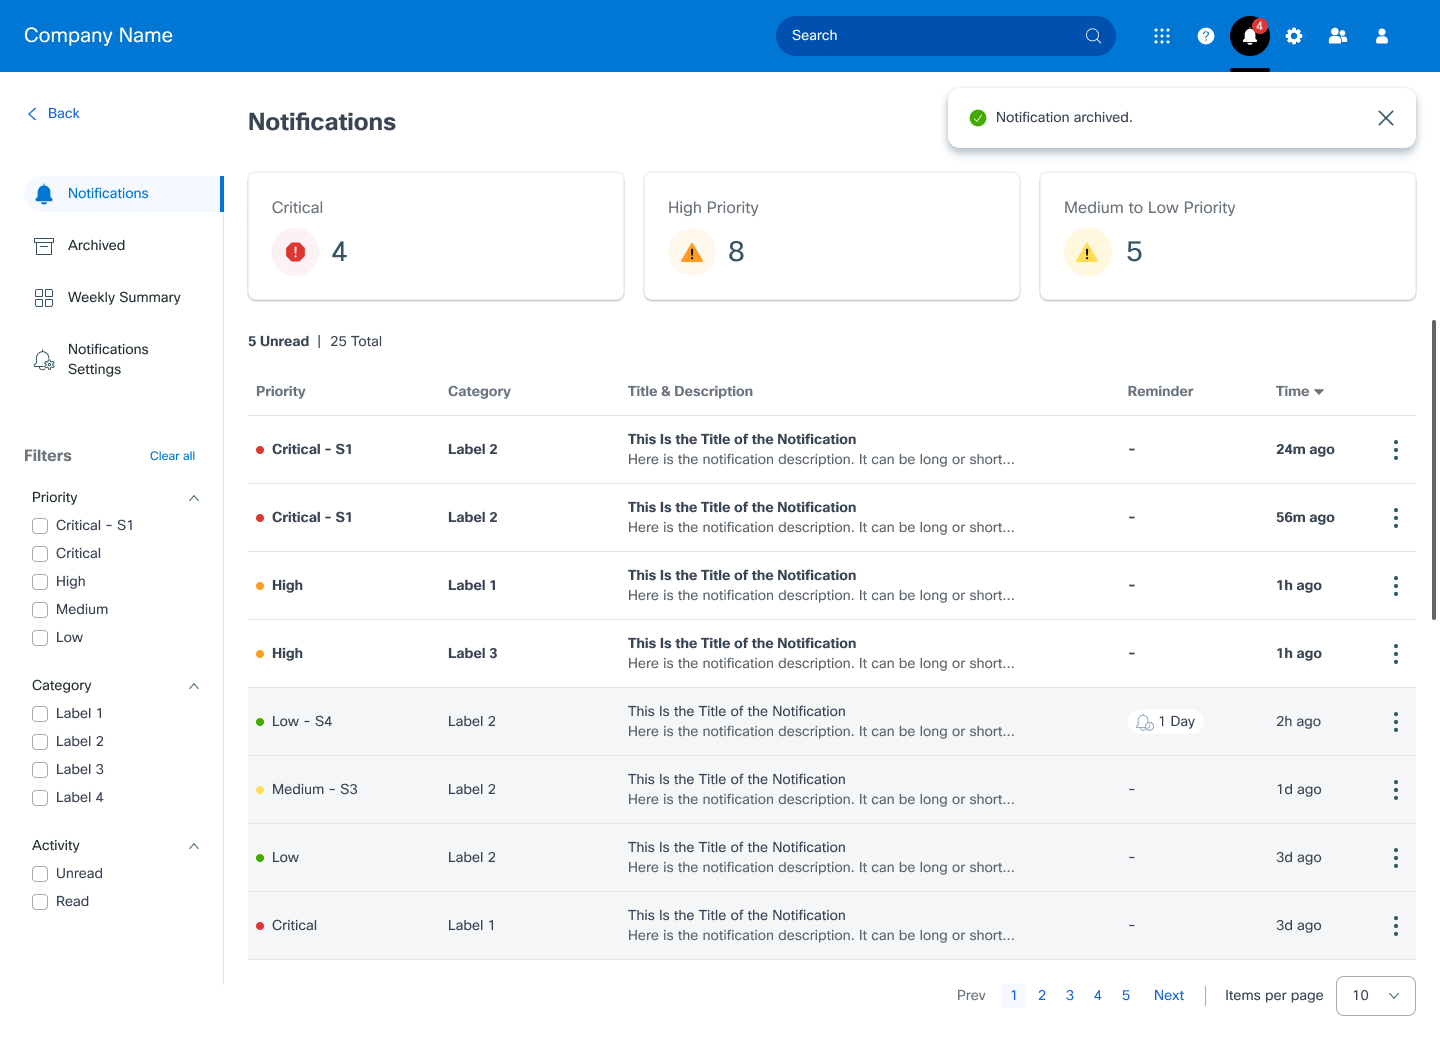 Company Name
Search
4
Back
Notifications
Notification archived.
Notifications
Archived
Weekly Summary
Notifications
Settings
Critical
4
High Priority
8
Medium to Low Priority
5
5 Unread | 25 Total
Priority Category Title & Description Reminder Time
Critical - S1 Label 2 This Is the Title of the Notification - 24m ago
Here is the notification description. It can be long or short...
Critical - S1 Label 2 This Is the Title of the Notification - 56m ago
Here is the notification description. It can be long or short...
High Label 1 This Is the Title of the Notification - 1h ago
Here is the notification description. It can be long or short...
High Label 3 This Is the Title of the Notification - 1h ago
Here is the notification description. It can be long or short...
Low - S4 Label 2 This Is the Title of the Notification 1 Day 2h ago
Here is the notification description. It can be long or short...
Medium - S3 Label 2 This Is the Title of the Notification - 1d ago
Here is the notification description. It can be long or short...
Low Label 2 This Is the Title of the Notification - 3d ago
Here is the notification description. It can be long or short...
Critical Label 1 This Is the Title of the Notification - 3d ago
Here is the notification description. It can be long or short...
Filters Clear all
Priority
Critical - S1
Critical
High
Medium
Low
Category
Label 1
Label 2
Label 3
Label 4
Activity
Unread
Read
Prev 1 2 3 4 5 Next | Items per page 10